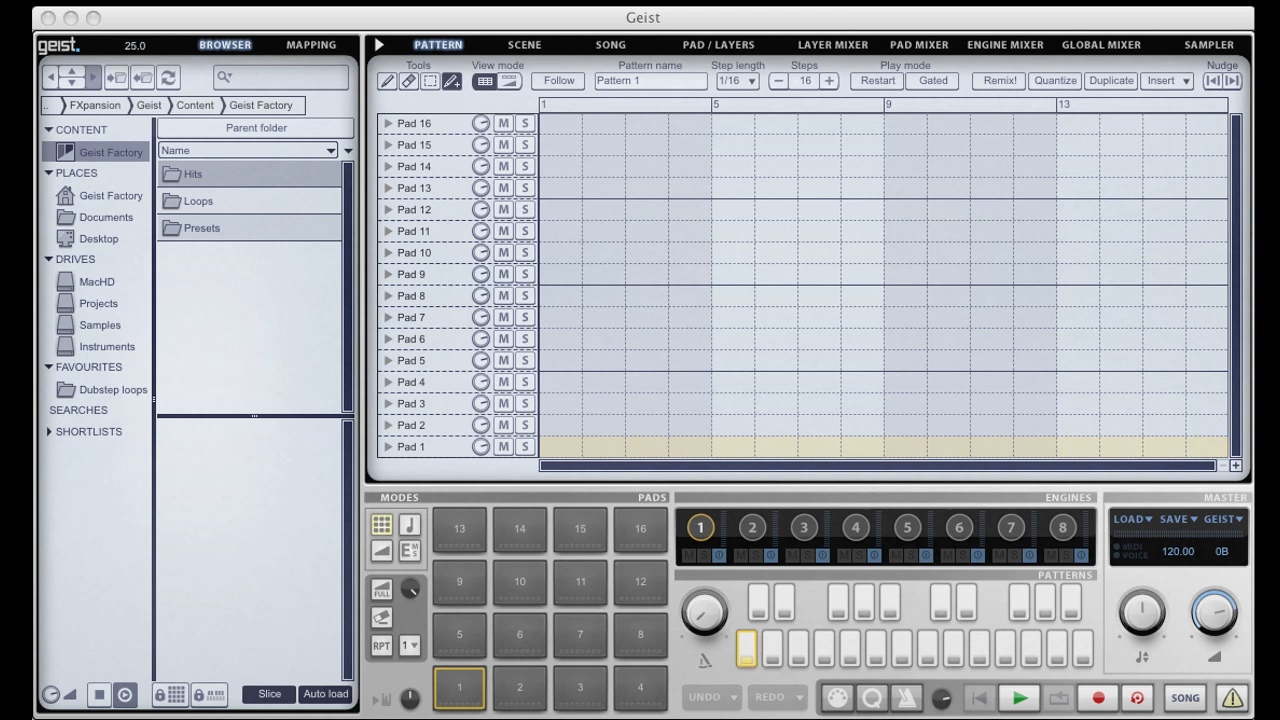 Geist
geist. 25.0 BROWSER MAPPING
PATTERN SCENE SONG PAD / LAYERS LAYER MIXER PAD MIXER ENGINE MIXER GLOBAL MIXER SAMPLER
Tools View mode Pattern name Step length Steps Play mode Nudge
Follow Pattern 1 1/16 16 Restart Gated Remix! Quantize Duplicate Insert
.. FXpansion Geist Content Geist Factory
1 5 9 13
CONTENT
Geist Factory
PLACES
Geist Factory
Documents
Desktop
DRIVES
MacHD
Projects
Samples
Instruments
FAVOURITES
Dubstep loops
SEARCHES
SHORTLISTS
Parent folder
Name
Hits
Loops
Presets
Slice Auto load
Pad 16 M S
Pad 15 M S
Pad 14 M S
Pad 13 M S
Pad 12 M S
Pad 11 M S
Pad 10 M S
Pad 9 M S
Pad 8 M S
Pad 7 M S
Pad 6 M S
Pad 5 M S
Pad 4 M S
Pad 3 M S
Pad 2 M S
Pad 1 M S
MODES PADS
FULL
RPT 1
13 14 15 16
9 10 11 12
5 6 7 8
1 2 3 4
ENGINES
1 2 3 4 5 6 7 8
M S M S M S M S M S M S M S M S
PATTERNS
UNDO REDO
SONG
MASTER
LOAD SAVE GEIST
MIDI
VOICE 120.00 0B